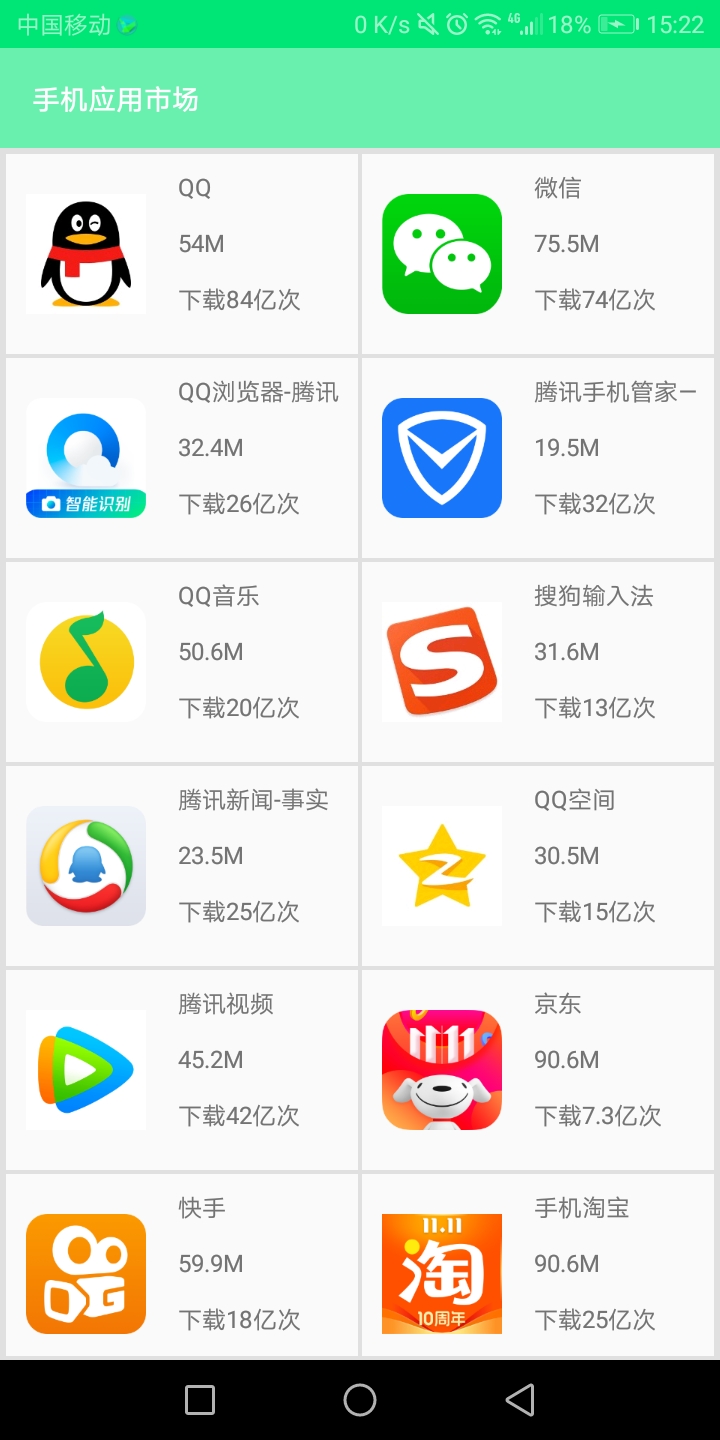 中国移动 0 K/s 4G 18% 15:22
手机应用市场
QQ
54M
下载84亿次
微信
75.5M
下载74亿次
QQ浏览器-腾讯
32.4M
下载26亿次
智能识别
腾讯手机管家—
19.5M
下载32亿次
QQ音乐
50.6M
下载20亿次
搜狗输入法
31.6M
下载13亿次
S
腾讯新闻-事实
23.5M
下载25亿次
QQ空间
30.5M
下载15亿次
腾讯视频
45.2M
下载42亿次
京东
90.6M
下载7.3亿次
11.11
快手
59.9M
下载18亿次
手机淘宝
90.6M
下载25亿次
11.11
淘
10周年